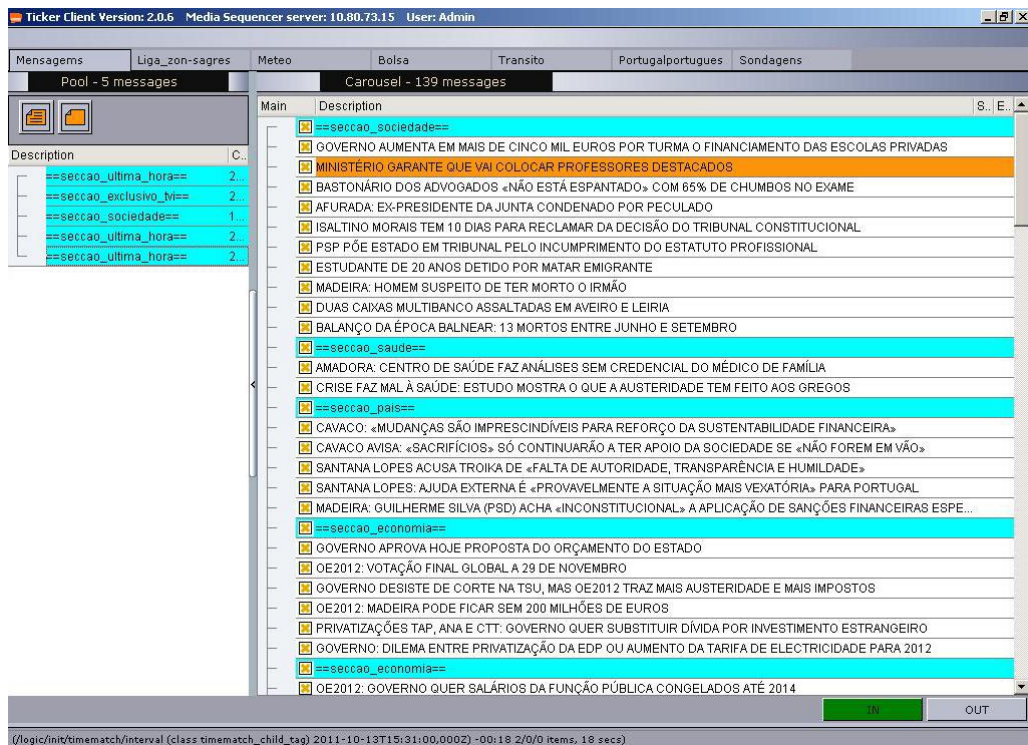 Ticker Client Version: 2.0.6 Media Sequencer server: 10.80.73.15 User: Admin
Mensagems Liga_zon-sagres Meteo Bolsa Transito Portugalportugues Sondagens
Pool - 5 messages
Description C..
==seccao_ultima_hora== 2...
==seccao_exclusivo_tvi== 2...
==seccao_sociedade== 1...
==seccao_ultima_hora== 2...
==seccao_ultima_hora== 2...
Carousel - 139 messages
Main Description S.. E..
==seccao_sociedade==
GOVERNO AUMENTA EM MAIS DE CINCO MIL EUROS POR TURMA O FINANCIAMENTO DAS ESCOLAS PRIVADAS
MINISTÉRIO GARANTE QUE VAI COLOCAR PROFESSORES DESTACADOS
BASTONÁRIO DOS ADVOGADOS «NÃO ESTÁ ESPANTADO» COM 65% DE CHUMBOS NO EXAME
AFURADA: EX-PRESIDENTE DA JUNTA CONDENADO POR PECULADO
ISALTINO MORAIS TEM 10 DIAS PARA RECLAMAR DA DECISÃO DO TRIBUNAL CONSTITUCIONAL
PSP PÕE ESTADO EM TRIBUNAL PELO INCUMPRIMENTO DO ESTATUTO PROFISSIONAL
ESTUDANTE DE 20 ANOS DETIDO POR MATAR EMIGRANTE
MADEIRA: HOMEM SUSPEITO DE TER MORTO O IRMÃO
DUAS CAIXAS MULTIBANCO ASSALTADAS EM AVEIRO E LEIRIA
BALANÇO DA ÉPOCA BALNEAR: 13 MORTOS ENTRE JUNHO E SETEMBRO
==seccao_saude==
AMADORA: CENTRO DE SAÚDE FAZ ANÁLISES SEM CREDENCIAL DO MÉDICO DE FAMÍLIA
CRISE FAZ MAL À SAÚDE: ESTUDO MOSTRA O QUE A AUSTERIDADE TEM FEITO AOS GREGOS
==seccao_pais==
CAVACO: «MUDANÇAS SÃO IMPRESCINDÍVEIS PARA REFORÇO DA SUSTENTABILIDADE FINANCEIRA»
CAVACO AVISA: «SACRIFÍCIOS» SÓ CONTINUARÃO A TER APOIO DA SOCIEDADE SE «NÃO FOREM EM VÃO»
SANTANA LOPES ACUSA TROIKA DE «FALTA DE AUTORIDADE, TRANSPARÊNCIA E HUMILDADE»
SANTANA LOPES: AJUDA EXTERNA É «PROVAVELMENTE A SITUAÇÃO MAIS VEXATÓRIA» PARA PORTUGAL
MADEIRA: GUILHERME SILVA (PSD) ACHA «INCONSTITUCIONAL» A APLICAÇÃO DE SANÇÕES FINANCEIRAS ESPE...
==seccao_economia==
GOVERNO APROVA HOJE PROPOSTA DO ORÇAMENTO DO ESTADO
OE2012: VOTAÇÃO FINAL GLOBAL A 29 DE NOVEMBRO
GOVERNO DESISTE DE CORTE NA TSU, MAS OE2012 TRAZ MAIS AUSTERIDADE E MAIS IMPOSTOS
OE2012: MADEIRA PODE FICAR SEM 200 MILHÕES DE EUROS
PRIVATIZAÇÕES TAP, ANA E CTT: GOVERNO QUER SUBSTITUIR DÍVIDA POR INVESTIMENTO ESTRANGEIRO
GOVERNO: DILEMA ENTRE PRIVATIZAÇÃO DA EDP OU AUMENTO DA TARIFA DE ELECTRICIDADE PARA 2012
==seccao_economia==
OE2012: GOVERNO QUER SALÁRIOS DA FUNÇÃO PÚBLICA CONGELADOS ATÉ 2014
IN OUT
(/logic/init/timematch/interval (class timematch_child_tag) 2011-10-13T15:31:00,000Z) -00:18 2/0/0 items, 18 secs)